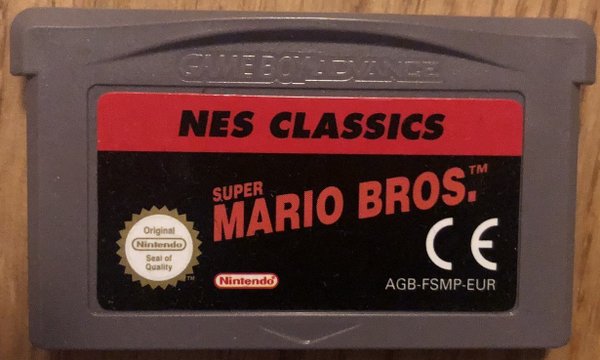 GAME BOY ADVANCE
NES CLASSICS
SUPER
MARIO BROS.™
Original
Nintendo
Seal of
Quality
TM
Nintendo®
CE
AGB-FSMP-EUR